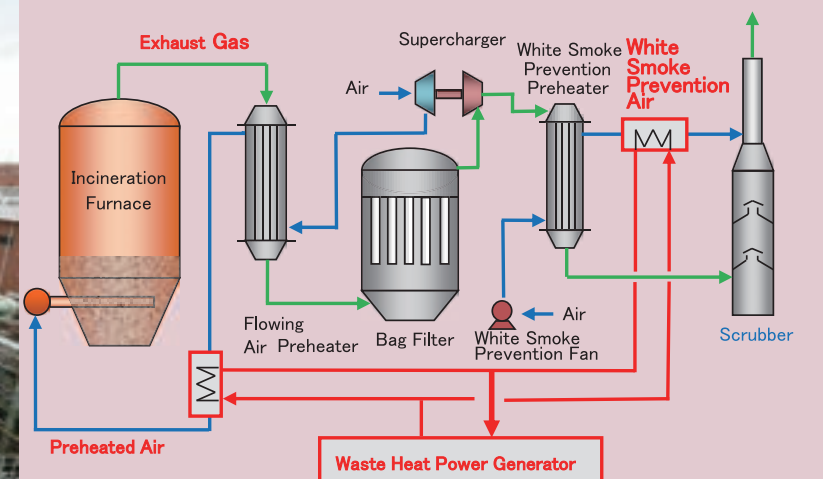 Exhaust Gas
Supercharger
White Smoke
Prevention
Preheater
White
Smoke
Prevention
Air
Air
Incineration
Furnace
Flowing
Air Preheater
Bag Filter
Air
White Smoke
Prevention Fan
Scrubber
Preheated Air
Waste Heat Power Generator